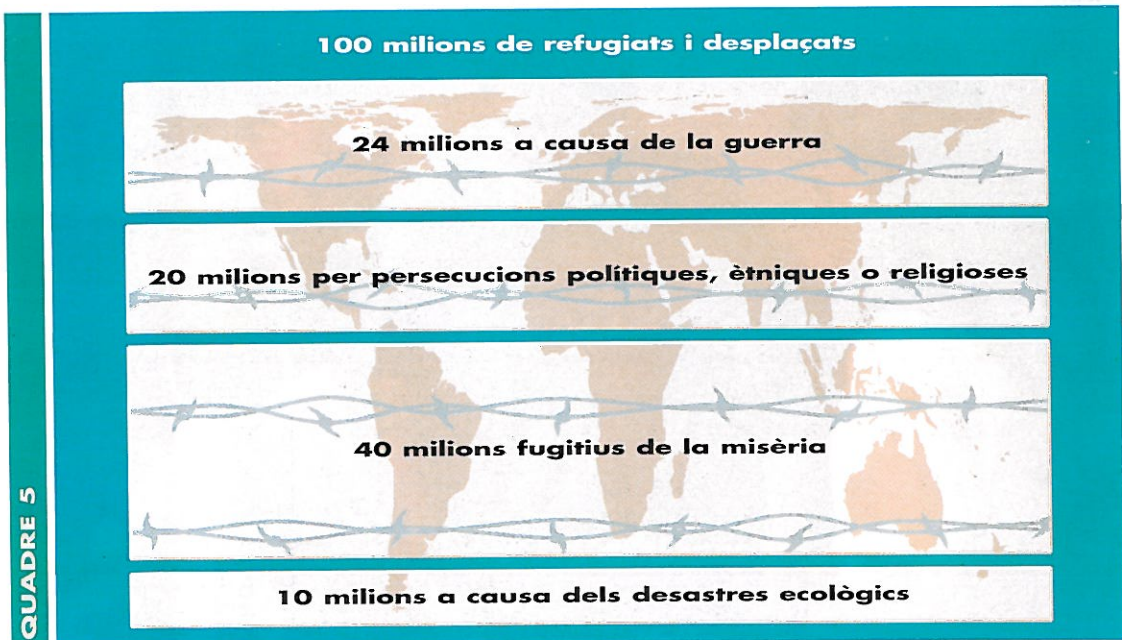 100 milions de refugiats i desplaçats
24 milions a causa de la guerra
20 milions per persecucions polítiques, ètniques o religioses
40 milions fugitius de la misèria
10 milions a causa dels desastres ecològics
QUADRE 5